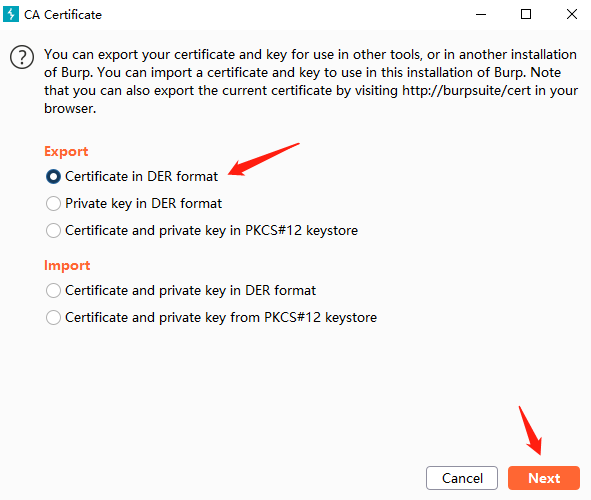 CA Certificate
You can export your certificate and key for use in other tools, or in another installation
of Burp. You can import a certificate and key to use in this installation of Burp. Note
that you can also export the current certificate by visiting http://burpsuite/cert in your
browser.
Export
Certificate in DER format
Private key in DER format
Certificate and private key in PKCS#12 keystore
Import
Certificate and private key in DER format
Certificate and private key from PKCS#12 keystore
Cancel
Next